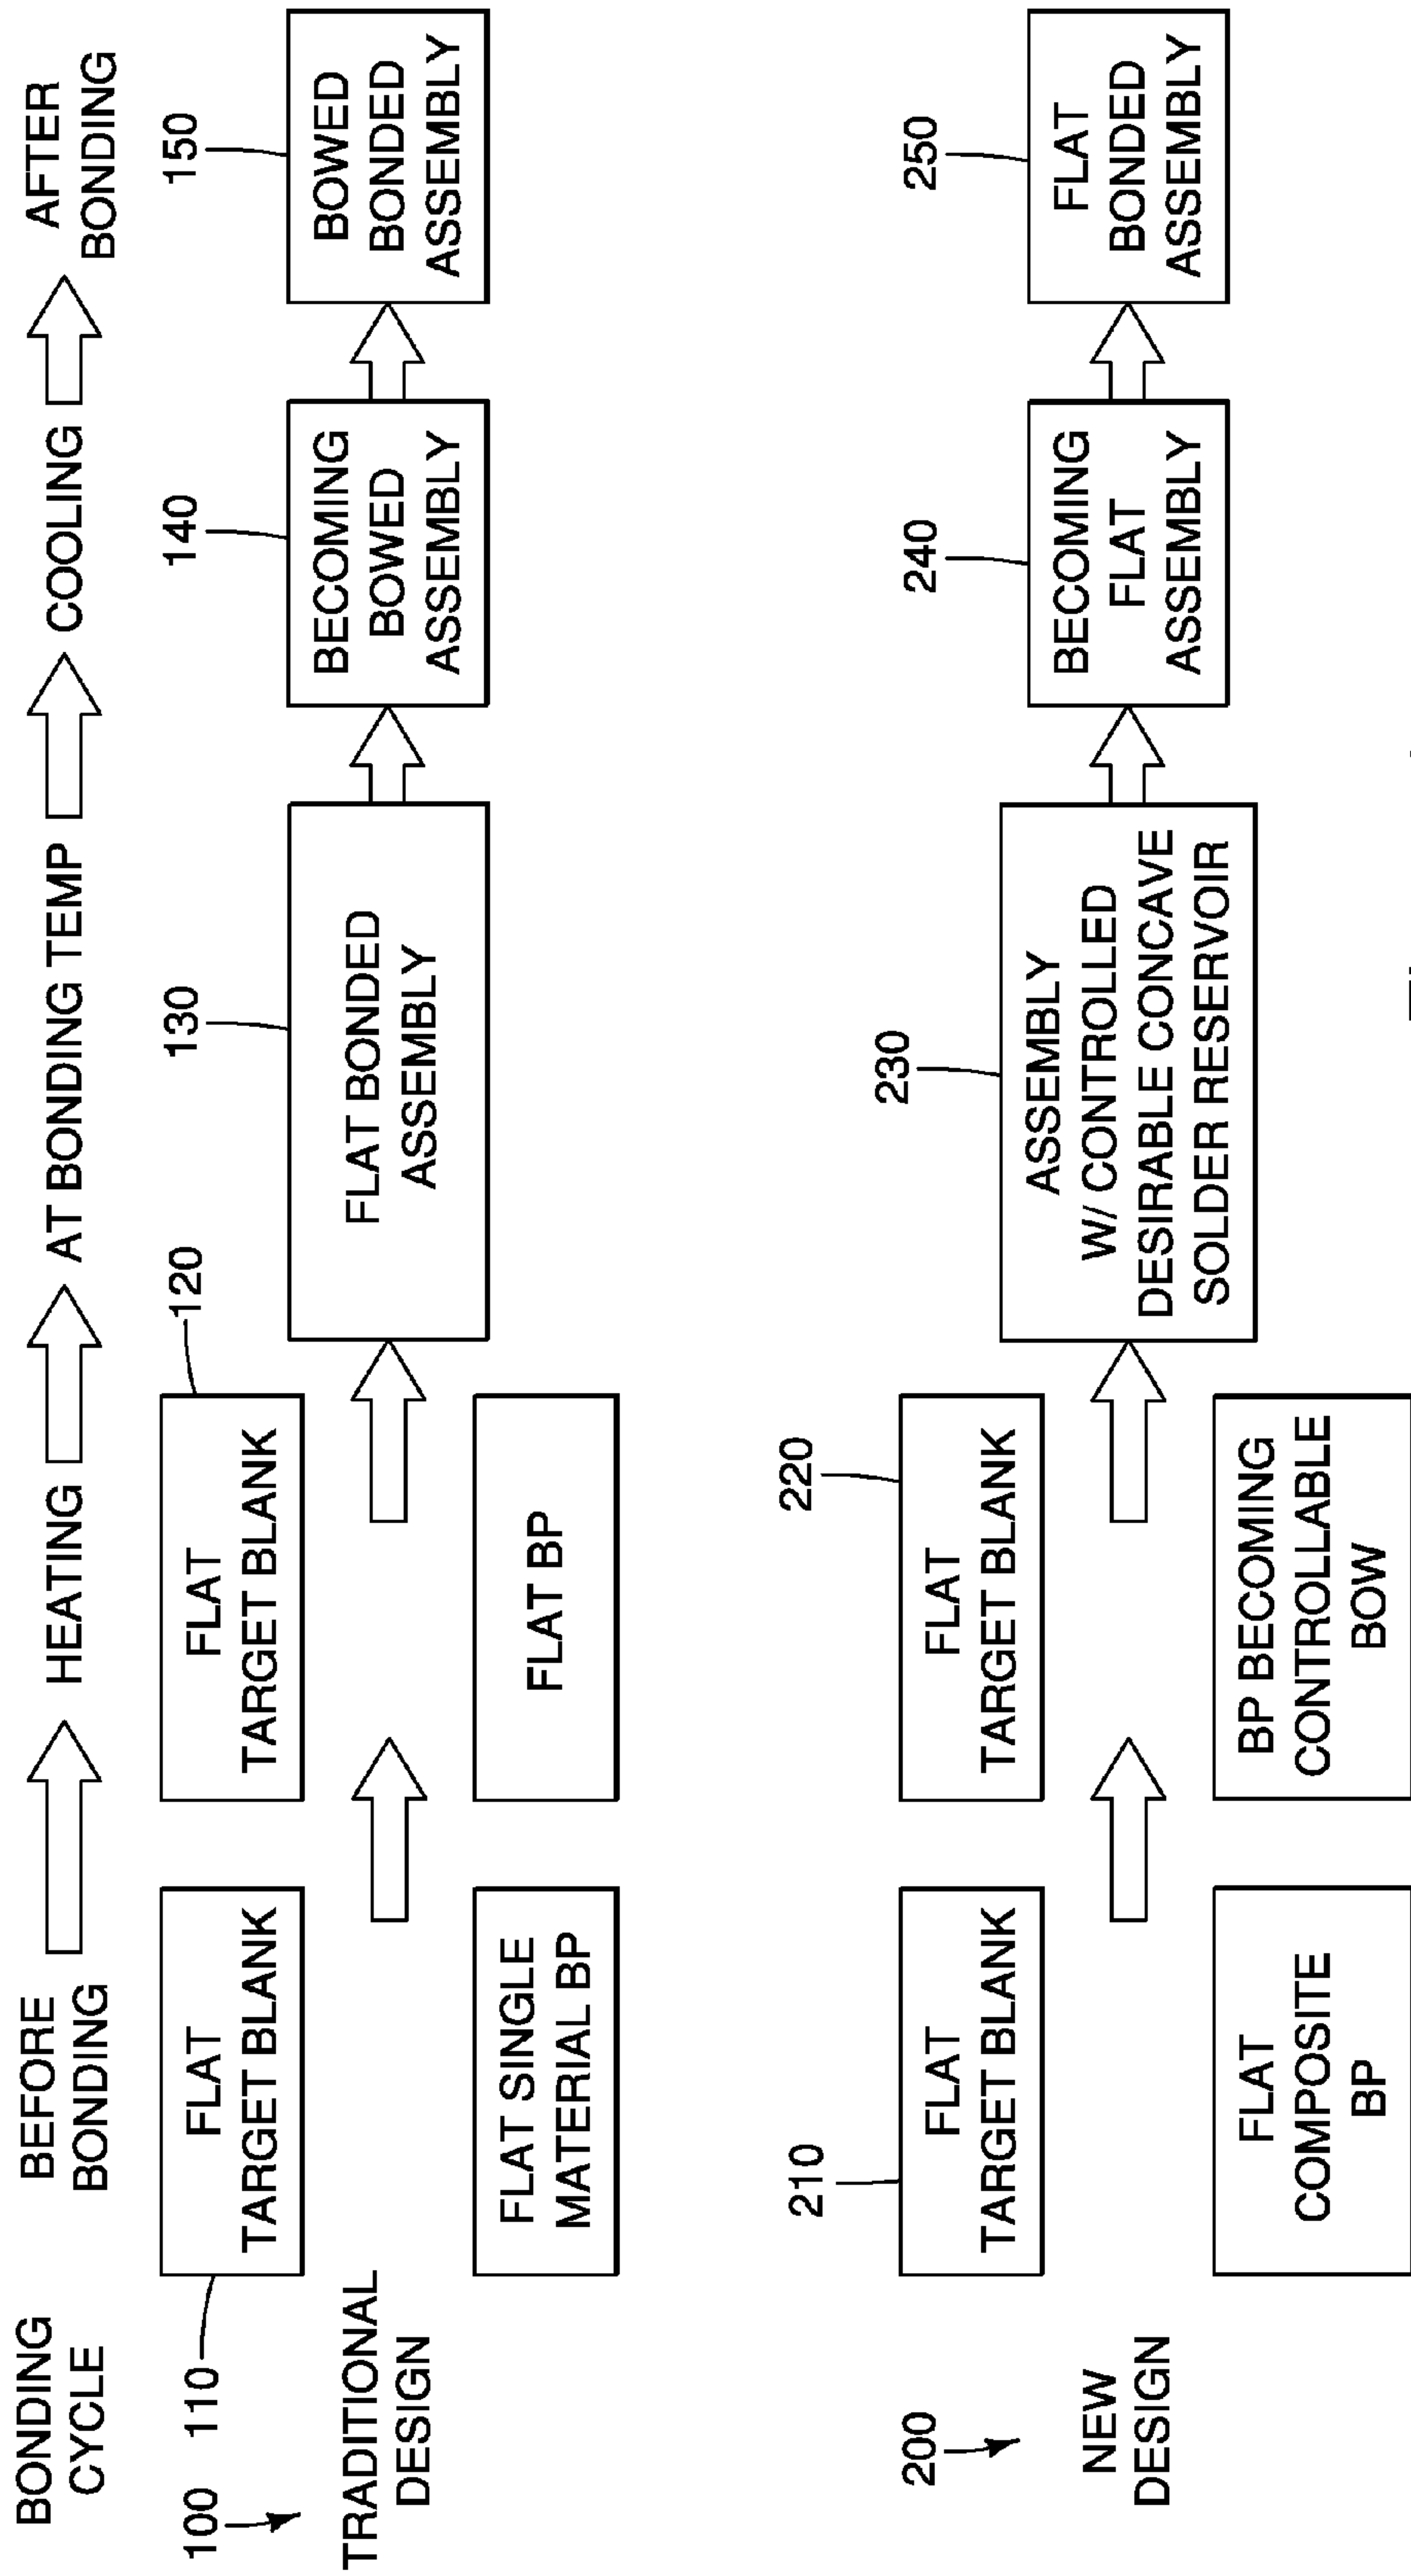 BONDING
CYCLE
BEFORE
BONDING
HEATING
AT BONDING TEMP
COOLING
AFTER
BONDING
100
TRADITIONAL
DESIGN
110
FLAT
TARGET BLANK
FLAT SINGLE
MATERIAL BP
120
FLAT
TARGET BLANK
FLAT BP
130
FLAT BONDED
ASSEMBLY
140
BECOMING
BOWED
ASSEMBLY
150
BOWED
BONDED
ASSEMBLY
200
NEW
DESIGN
210
FLAT
TARGET BLANK
FLAT
COMPOSITE
BP
220
FLAT
TARGET BLANK
BP BECOMING
CONTROLLABLE
BOW
230
ASSEMBLY
W/ CONTROLLED
DESIRABLE CONCAVE
SOLDER RESERVOIR
240
BECOMING
FLAT
ASSEMBLY
250
FLAT
BONDED
ASSEMBLY